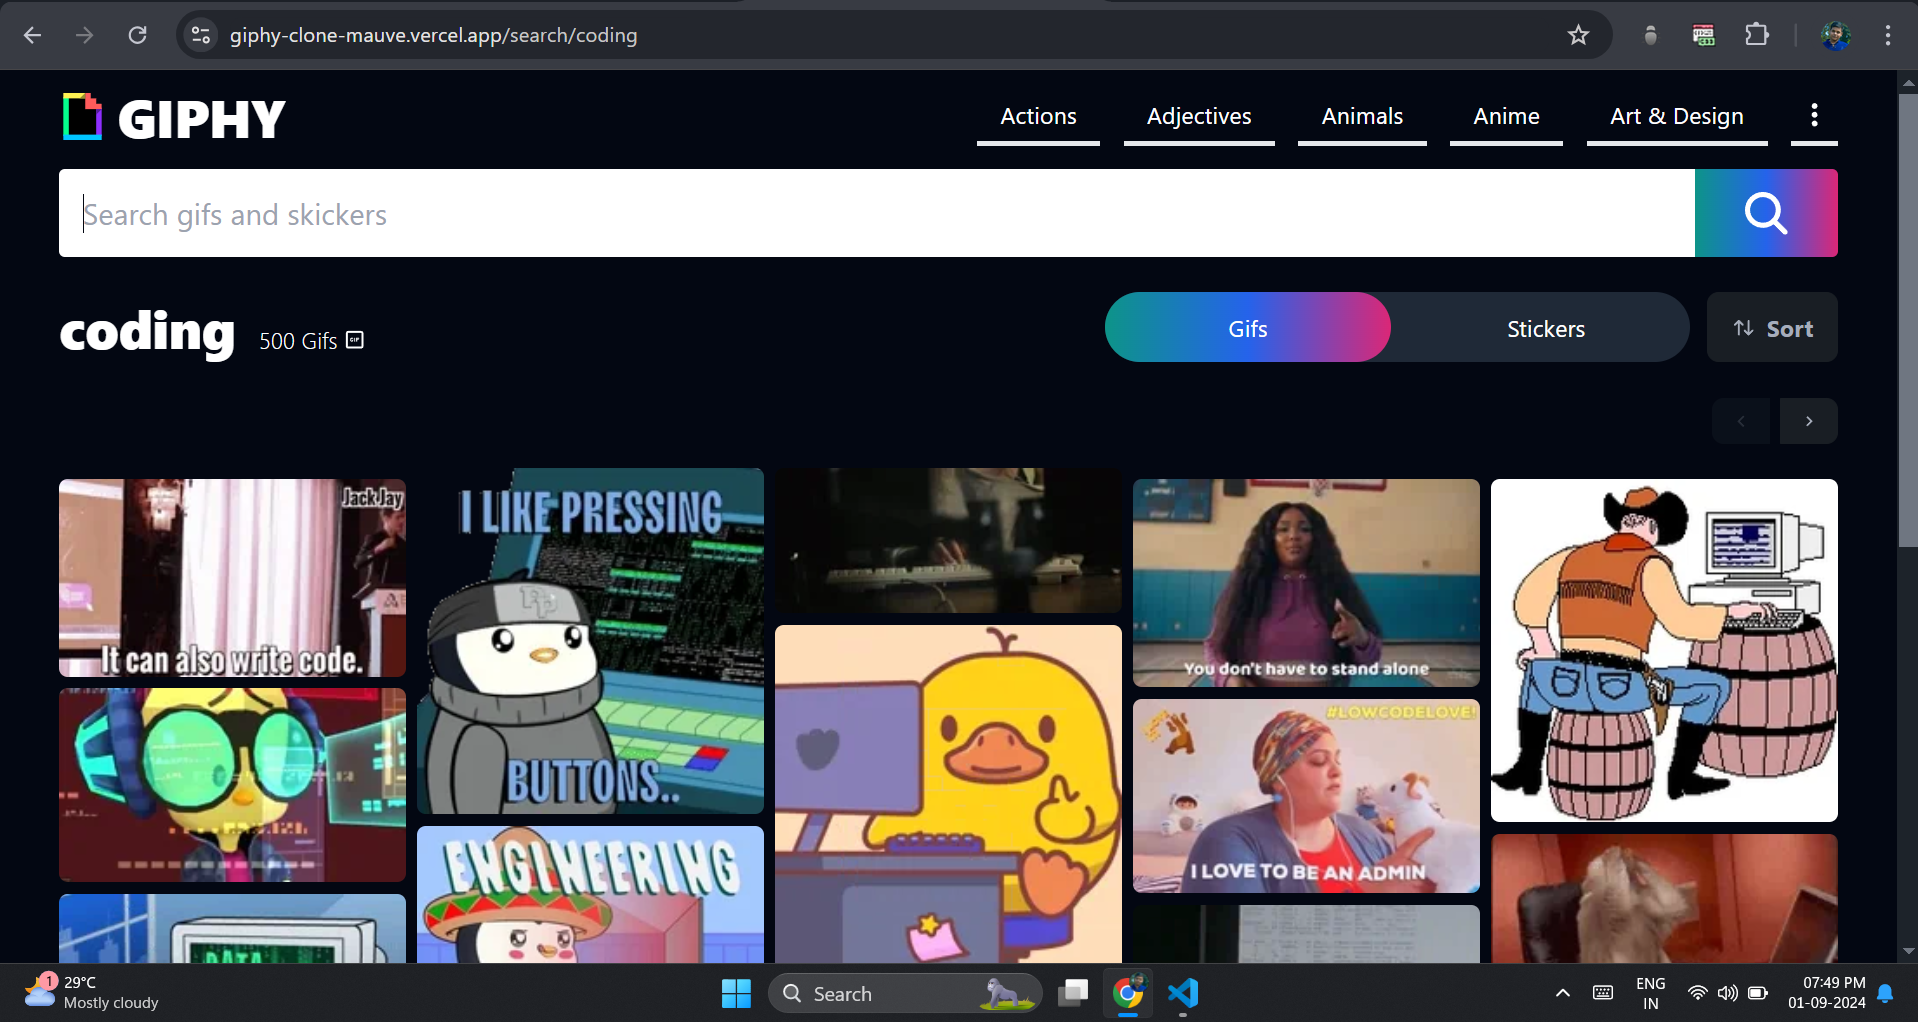 giphy-clone-mauve.vercel.app/search/coding
GIPHY
Actions
Adjectives
Animals
Anime
Art & Design
Search gifs and skickers
coding
500 Gifs
GIF
Gifs
Stickers
Sort
JackJay
It can also write code.
I LIKE PRESSING
PP
BUTTONS..
You don't have to stand alone
#LOWCODELOVE!
I LOVE TO BE AN ADMIN
ENGINEERING
DATA
1
29°C
Mostly cloudy
Search
ENG
IN
07:49 PM
01-09-2024